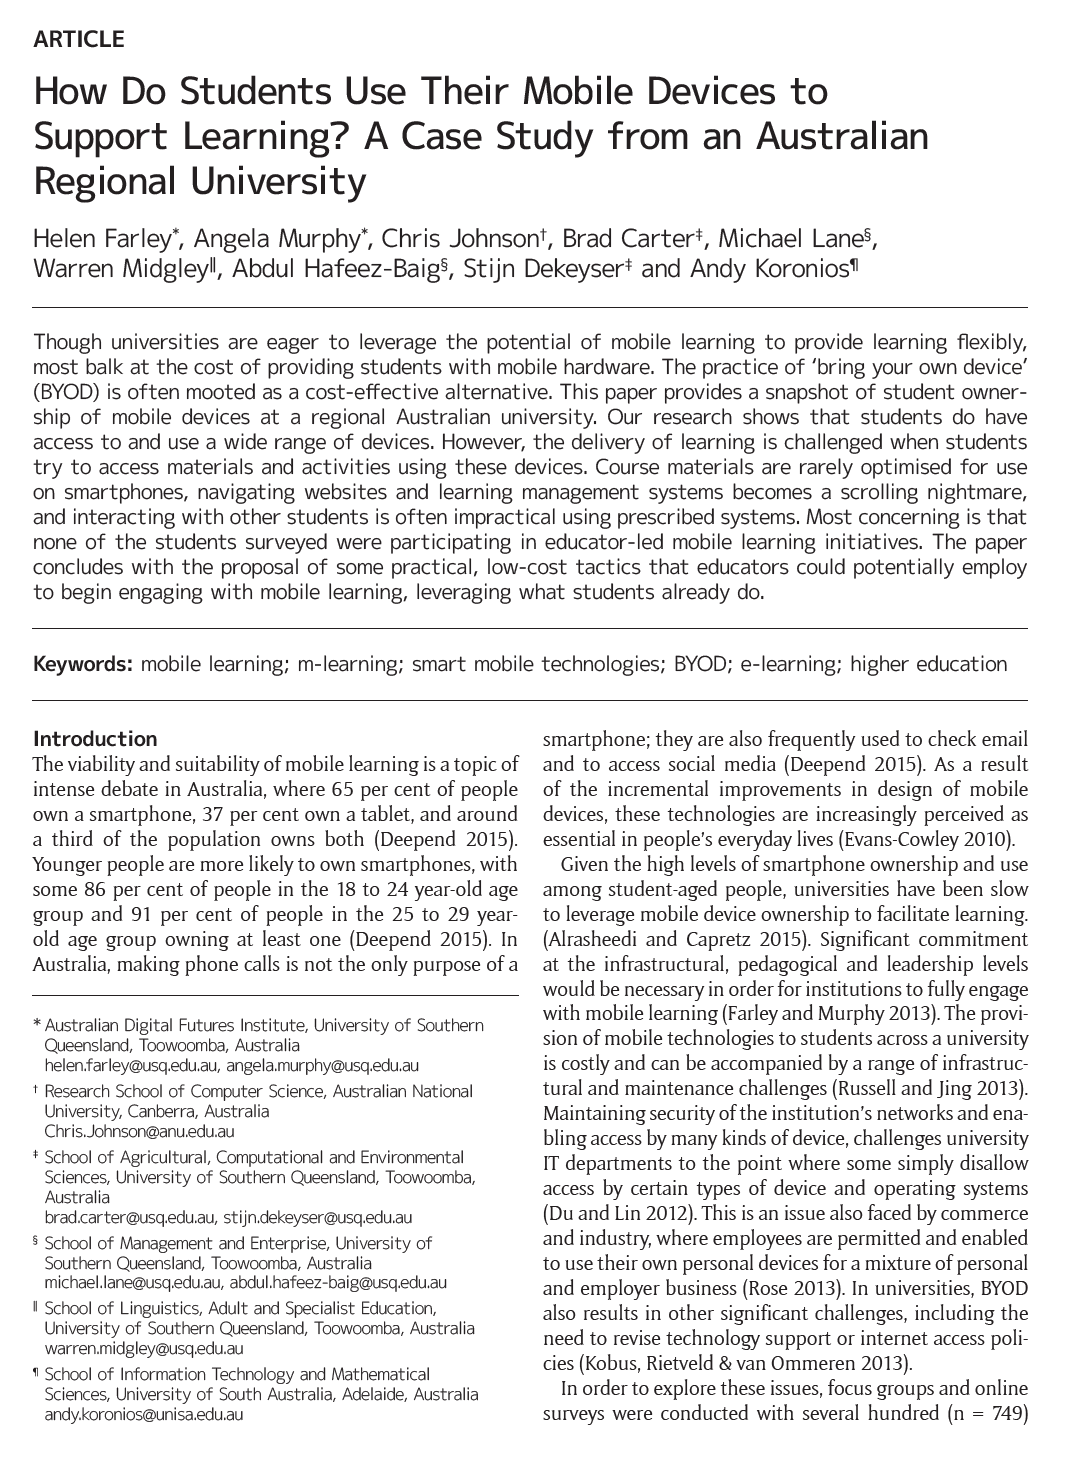 ARTICLE
How Do Students Use Their Mobile Devices to
Support Learning? A Case Study from an Australian
Regional University
Helen Farley*, Angela Murphy*, Chris Johnson†, Brad Carter‡, Michael Lane§,
Warren Midgley‖, Abdul Hafeez-Baig§, Stijn Dekeyser‡ and Andy Koronios¶
Though universities are eager to leverage the potential of mobile learning to provide learning flexibly,
most balk at the cost of providing students with mobile hardware. The practice of ‘bring your own device’
(BYOD) is often mooted as a cost-effective alternative. This paper provides a snapshot of student owner-
ship of mobile devices at a regional Australian university. Our research shows that students do have
access to and use a wide range of devices. However, the delivery of learning is challenged when students
try to access materials and activities using these devices. Course materials are rarely optimised for use
on smartphones, navigating websites and learning management systems becomes a scrolling nightmare,
and interacting with other students is often impractical using prescribed systems. Most concerning is that
none of the students surveyed were participating in educator-led mobile learning initiatives. The paper
concludes with the proposal of some practical, low-cost tactics that educators could potentially employ
to begin engaging with mobile learning, leveraging what students already do.
Keywords: mobile learning; m-learning; smart mobile technologies; BYOD; e-learning; higher education
Introduction
The viability and suitability of mobile learning is a topic of
intense debate in Australia, where 65 per cent of people
own a smartphone, 37 per cent own a tablet, and around
a third of the population owns both (Deepend 2015).
Younger people are more likely to own smartphones, with
some 86 per cent of people in the 18 to 24 year-old age
group and 91 per cent of people in the 25 to 29 year-
old age group owning at least one (Deepend 2015). In
Australia, making phone calls is not the only purpose of a
* Australian Digital Futures Institute, University of Southern
Queensland, Toowoomba, Australia
helen.farley@usq.edu.au, angela.murphy@usq.edu.au
† Research School of Computer Science, Australian National
University, Canberra, Australia
Chris.Johnson@anu.edu.au
‡ School of Agricultural, Computational and Environmental
Sciences, University of Southern Queensland, Toowoomba,
Australia
brad.carter@usq.edu.au, stijn.dekeyser@usq.edu.au
§ School of Management and Enterprise, University of
Southern Queensland, Toowoomba, Australia
michael.lane@usq.edu.au, abdul.hafeez-baig@usq.edu.au
‖ School of Linguistics, Adult and Specialist Education,
University of Southern Queensland, Toowoomba, Australia
warren.midgley@usq.edu.au
¶ School of Information Technology and Mathematical
Sciences, University of South Australia, Adelaide, Australia
andy.koronios@unisa.edu.au
smartphone; they are also frequently used to check email
and to access social media (Deepend 2015). As a result
of the incremental improvements in design of mobile
devices, these technologies are increasingly perceived as
essential in people’s everyday lives (Evans-Cowley 2010).
Given the high levels of smartphone ownership and use
among student-aged people, universities have been slow
to leverage mobile device ownership to facilitate learning.
(Alrasheedi and Capretz 2015). Significant commitment
at the infrastructural, pedagogical and leadership levels
would be necessary in order for institutions to fully engage
with mobile learning (Farley and Murphy 2013). The provi-
sion of mobile technologies to students across a university
is costly and can be accompanied by a range of infrastruc-
tural and maintenance challenges (Russell and Jing 2013).
Maintaining security of the institution’s networks and ena-
bling access by many kinds of device, challenges university
IT departments to the point where some simply disallow
access by certain types of device and operating systems
(Du and Lin 2012). This is an issue also faced by commerce
and industry, where employees are permitted and enabled
to use their own personal devices for a mixture of personal
and employer business (Rose 2013). In universities, BYOD
also results in other significant challenges, including the
need to revise technology support or internet access poli-
cies (Kobus, Rietveld & van Ommeren 2013).
In order to explore these issues, focus groups and online
surveys were conducted with several hundred (n = 749)